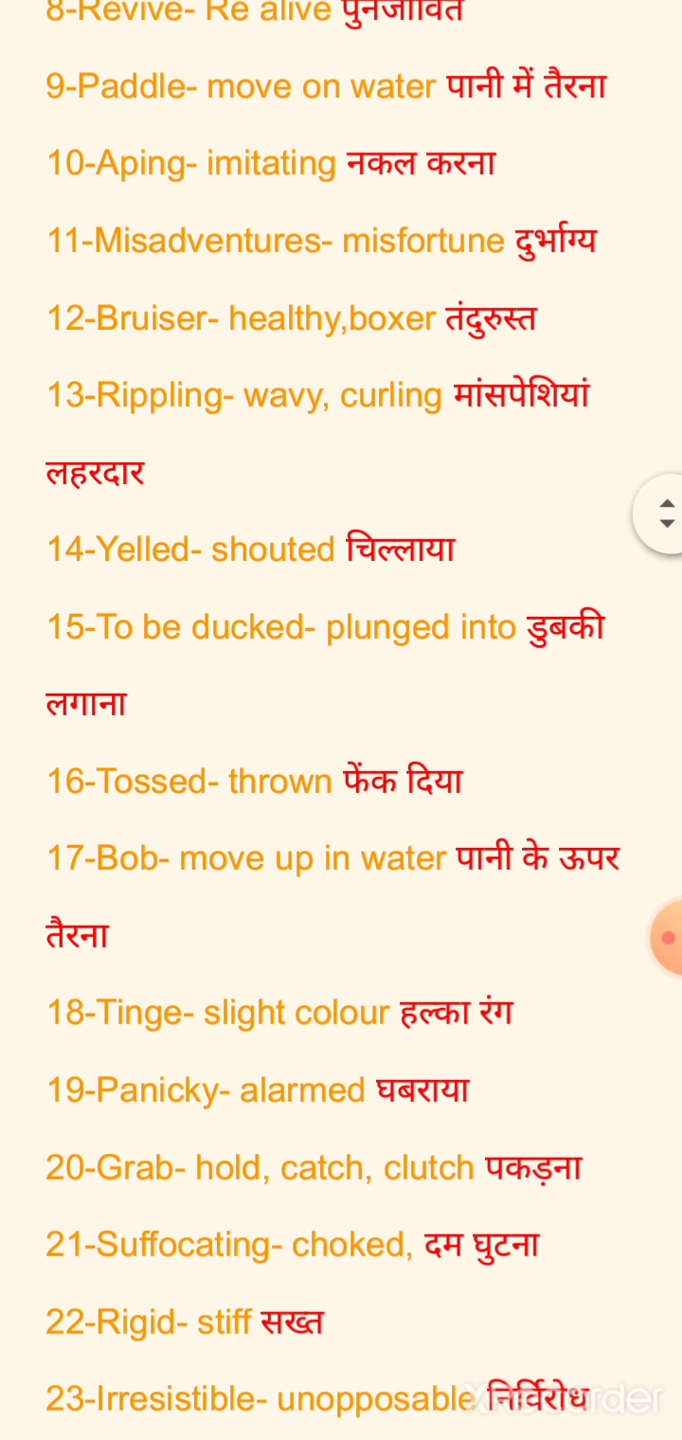 8-Revive- Re alive पुनर्जीवित
9-Paddle- move on water पानी में तैरना
10-Aping- imitating नकल करना
11-Misadventures- misfortune दुर्भाग्य
12-Bruiser- healthy,boxer तंदुरुस्त
13-Rippling- wavy, curling मांसपेशियां
लहरदार
14-Yelled- shouted चिल्लाया
15-To be ducked- plunged into डुबकी
लगाना
16-Tossed- thrown फेंक दिया
17-Bob- move up in water पानी के ऊपर
तैरना
18-Tinge- slight colour हल्का रंग
19-Panicky- alarmed घबराया
20-Grab- hold, catch, clutch पकड़ना
21-Suffocating- choked, दम घुटना
22-Rigid- stiff सख्त
23-Irresistible- unopposable निर्विरोध
XRecorder